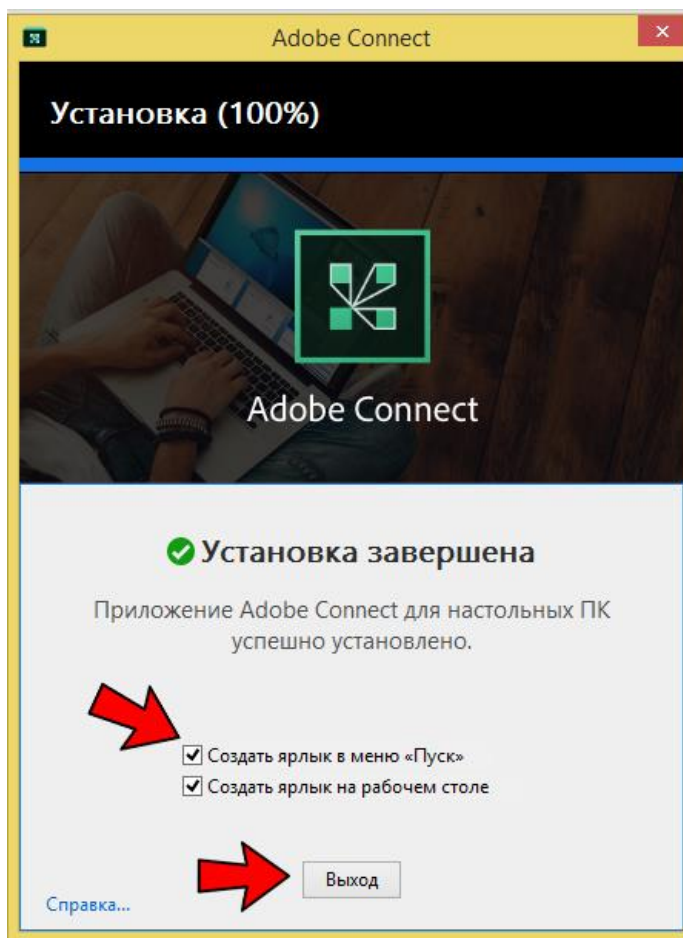 Adobe Connect
Установка (100%)
Adobe Connect
Установка завершена
Приложение Adobe Connect для настольных ПК
успешно установлено.
Создать ярлык в меню «Пуск»
Создать ярлык на рабочем столе
Выход
Справка...